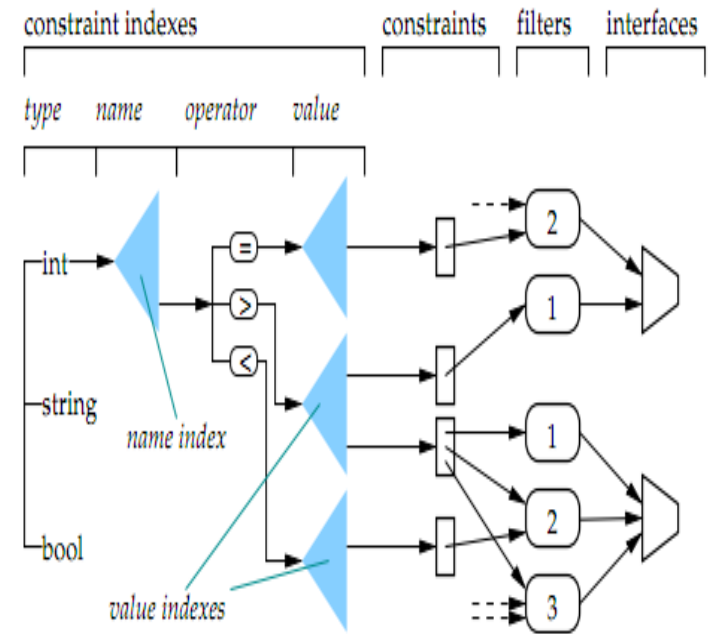 constraint indexes constraints filters interfaces
type name operator value
2
=
int
1
>
<
string
1
name index
2
bool
3
value indexes